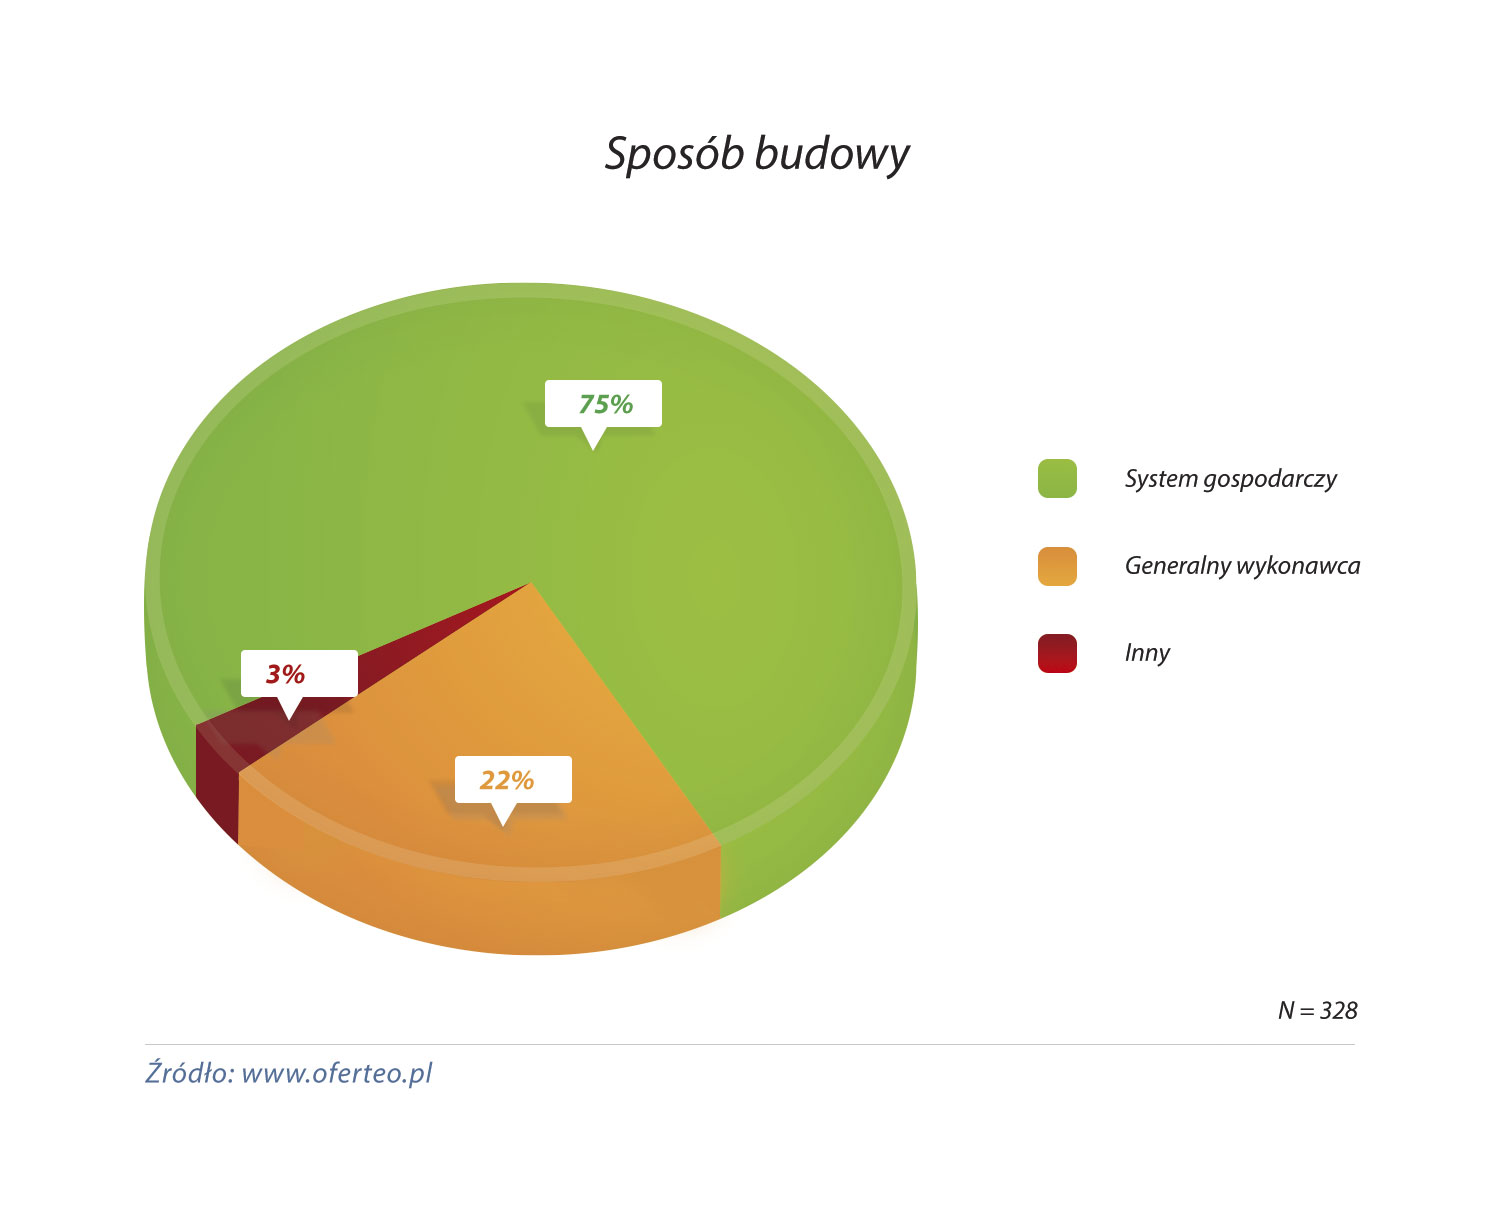 Sposób budowy
75%
System gospodarczy
Generalny wykonawca
3%
Inny
22%
N = 328
Źródło: www.oferteo.pl